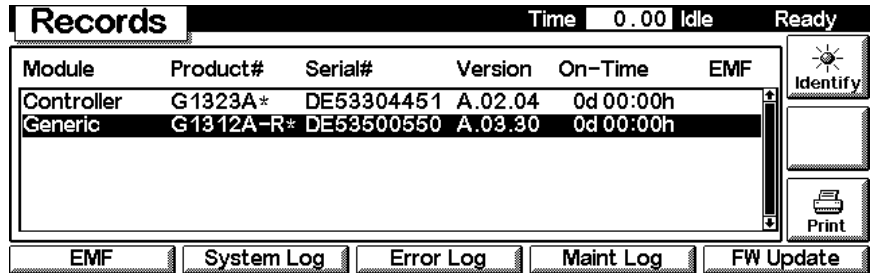 Records Time 0.00 Idle Ready
Module Product# Serial# Version On-Time EMF
Controller G1323A* DE53304451 A.02.04 0d 00:00h
Generic G1312A-R* DE53500550 A.03.30 0d 00:00h
Identify
Print
EMF System Log Error Log Maint Log FW Update